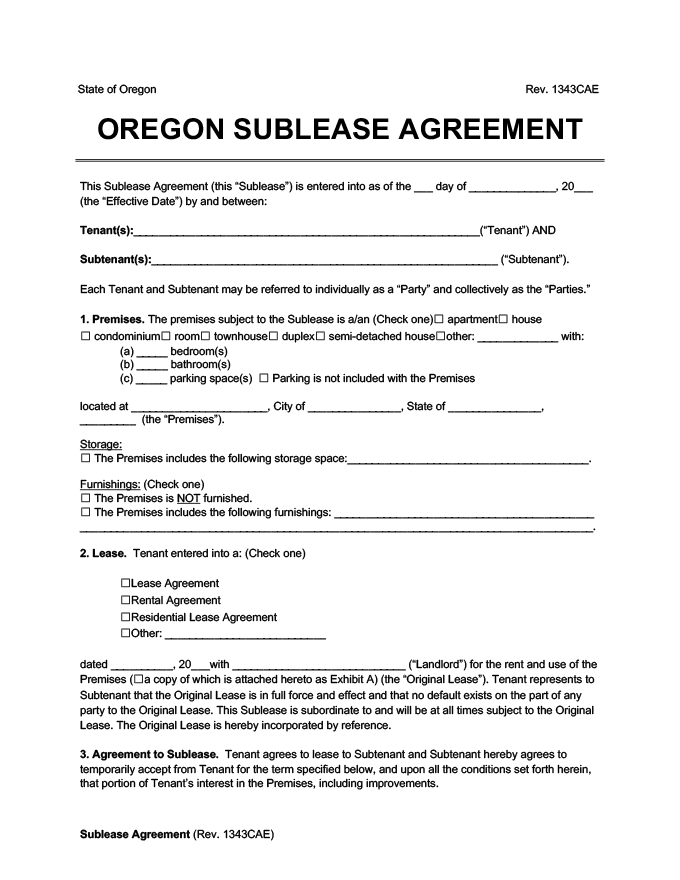 State of Oregon Rev. 1343CAE
OREGON SUBLEASE AGREEMENT
This Sublease Agreement (this “Sublease”) is entered into as of the ___ day of ______________, 20___
(the “Effective Date”) by and between:
Tenant(s):_________________________________________________________(“Tenant”) AND
Subtenant(s):_________________________________________________________ (“Subtenant”).
Each Tenant and Subtenant may be referred to individually as a “Party” and collectively as the “Parties.”
1. Premises. The premises subject to the Sublease is a/an (Check one)☐ apartment☐ house
☐ condominium☐ room☐ townhouse☐ duplex☐ semi-detached house☐other: _____________ with:
(a) _____ bedroom(s)
(b) _____ bathroom(s)
(c) _____ parking space(s) ☐ Parking is not included with the Premises
located at ______________________, City of _______________, State of _______________,
_________ (the “Premises”).
Storage:
☐ The Premises includes the following storage space:_______________________________________.
Furnishings: (Check one)
☐ The Premises is NOT furnished.
☐ The Premises includes the following furnishings: __________________________________________
___________________________________________________________________________________.
2. Lease. Tenant entered into a: (Check one)
☐Lease Agreement
☐Rental Agreement
☐Residential Lease Agreement
☐Other: __________________________
dated __________, 20___with ____________________________ (“Landlord”) for the rent and use of the
Premises (☐a copy of which is attached hereto as Exhibit A) (the “Original Lease”). Tenant represents to
Subtenant that the Original Lease is in full force and effect and that no default exists on the part of any
party to the Original Lease. This Sublease is subordinate to and will be at all times subject to the Original
Lease. The Original Lease is hereby incorporated by reference.
3. Agreement to Sublease. Tenant agrees to lease to Subtenant and Subtenant hereby agrees to
temporarily accept from Tenant for the term specified below, and upon all the conditions set forth herein,
that portion of Tenant’s interest in the Premises, including improvements.
Sublease Agreement (Rev. 1343CAE)